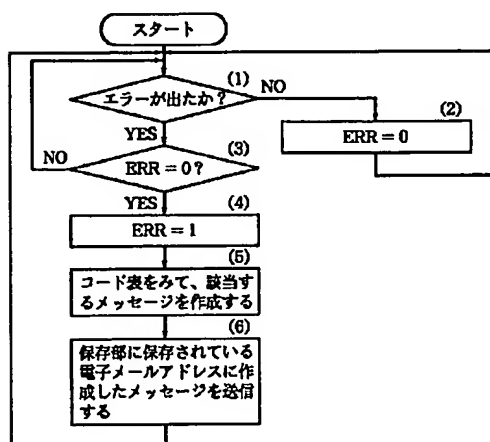 スタート
(1)
エラーが出たか?
NO
(2)
ERR = 0
YES
(3)
NO
ERR = 0?
YES
(4)
ERR = 1
(5)
コード表をみて、該当す
るメッセージを作成する
(6)
保存部に保存されている
電子メールアドレスに作
成したメッセージを送信
する